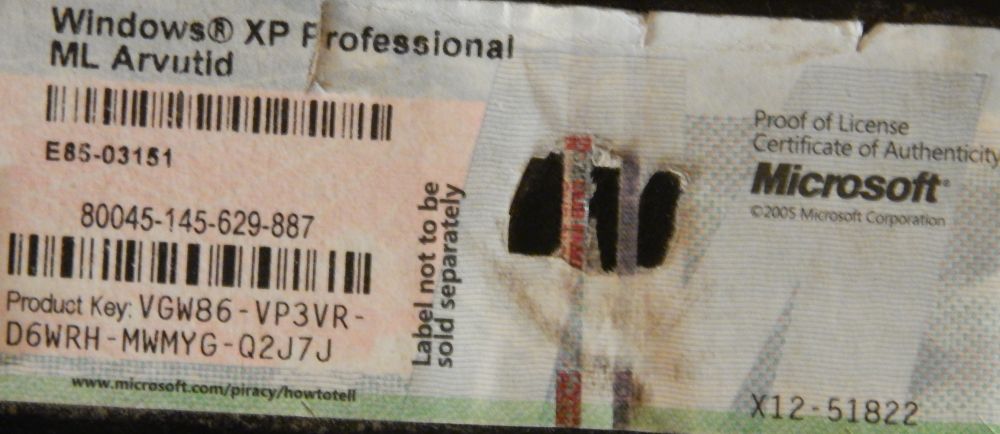 Windows® XP Professional
ML Arvutid
E85-03151
80045-145-629-887
Product Key: VGW86-VP3VR-
D6WRH-MWMYG-Q2J7J
www.microsoft.com/piracy/howtotell
Label not to be
sold separately
Proof of License
Certificate of Authenticity
Microsoft®
©2005 Microsoft Corporation
X12-51822